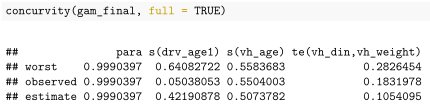 concurvity(gam_final, full = TRUE)
## para s(drv_age1) s(vh_age) te(vh_din,vh_weight)
## worst 0.9990397 0.64082722 0.5583683 0.2826454
## observed 0.9990397 0.05038053 0.5504003 0.1831978
## estimate 0.9990397 0.42190878 0.5073782 0.1054095